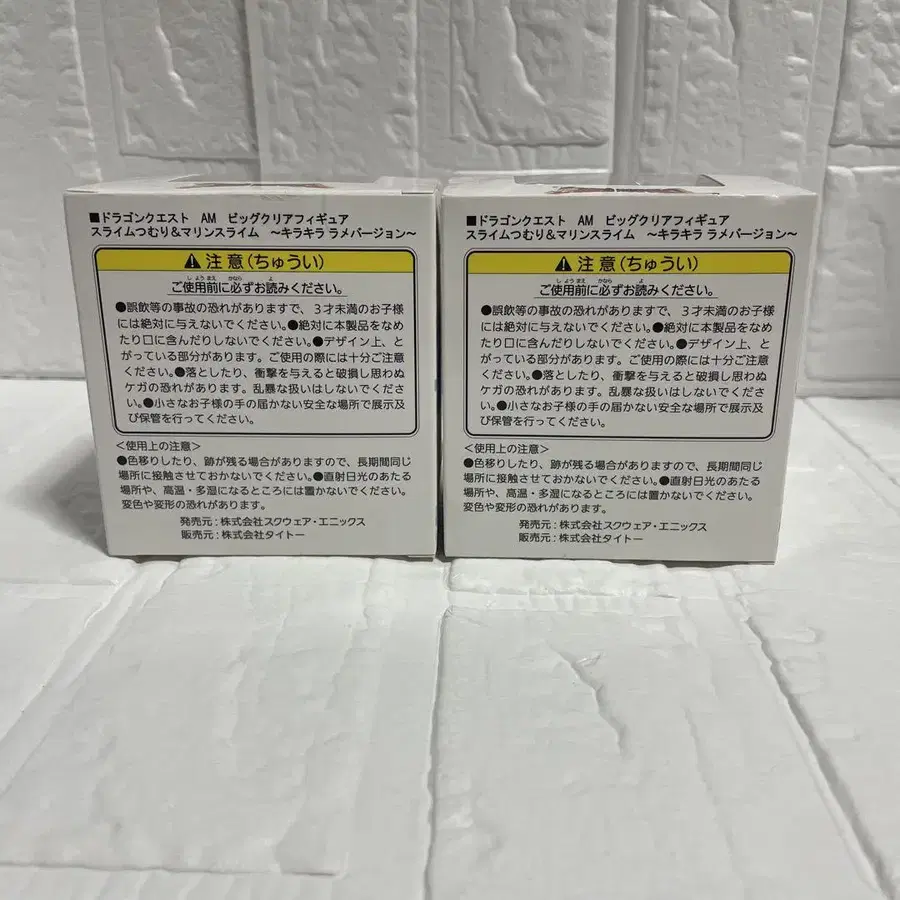 ■ドラゴンクエスト AM ビッグクリアフィギュア
スライムつむり&マリンスライム ～キラキラ ラメバージョン～
注意(ちゅうい)
しようまえ かなら よ
ご使用前に必ずお読みください。
●誤飲等の事故の恐れがありますで、3才未満のお子様
には絶対に与えないでください。●絶対に本製品をなめ
たり口に含んだりしないでください。●デザイン上、と
がっている部分があります。ご使用の際には十分ご注意
ください。●落としたり、衝撃を与えると破損し思わぬ
ケガの恐れがあります。乱暴な扱いはしないでくださ
い。●小さなお子様の手の届かない安全な場所で展示及
び保管を行ってください。
<使用上の注意>
●色移りしたり、跡が残る場合がありますので、長期間同じ
場所に接触させておかないでください。●直射日光のあたる
場所や、高温・多湿になるところには置かないでください。
変色や変形の恐れがあります。
発売元:株式会社スクウェア・エニックス
販売元:株式会社タイトー
■ドラゴンクエスト AM ビッグクリアフィギュア
スライムつむり&マリンスライム ～キラキラ ラメバージョン～
注意(ちゅうい)
しようまえ かなら よ
ご使用前に必ずお読みください。
●誤飲等の事故の恐れがありますで、3才未満のお子様
には絶対に与えないでください。●絶対に本製品をなめ
たり口に含んだりしないでください。●デザイン上、と
がっている部分があります。ご使用の際には十分ご注意
ください。●落としたり、衝撃を与えると破損し思わぬ
ケガの恐れがあります。乱暴な扱いはしないでくださ
い。●小さなお子様の手の届かない安全な場所で展示及
び保管を行ってください。
<使用上の注意>
●色移りしたり、跡が残る場合がありますので、長期間同じ
場所に接触させておかないでください。●直射日光のあたる
場所や、高温・多湿になるところには置かないでください。
変色や変形の恐れがあります。
発売元:株式会社スクウェア・エニックス
販売元:株式会社タイトー